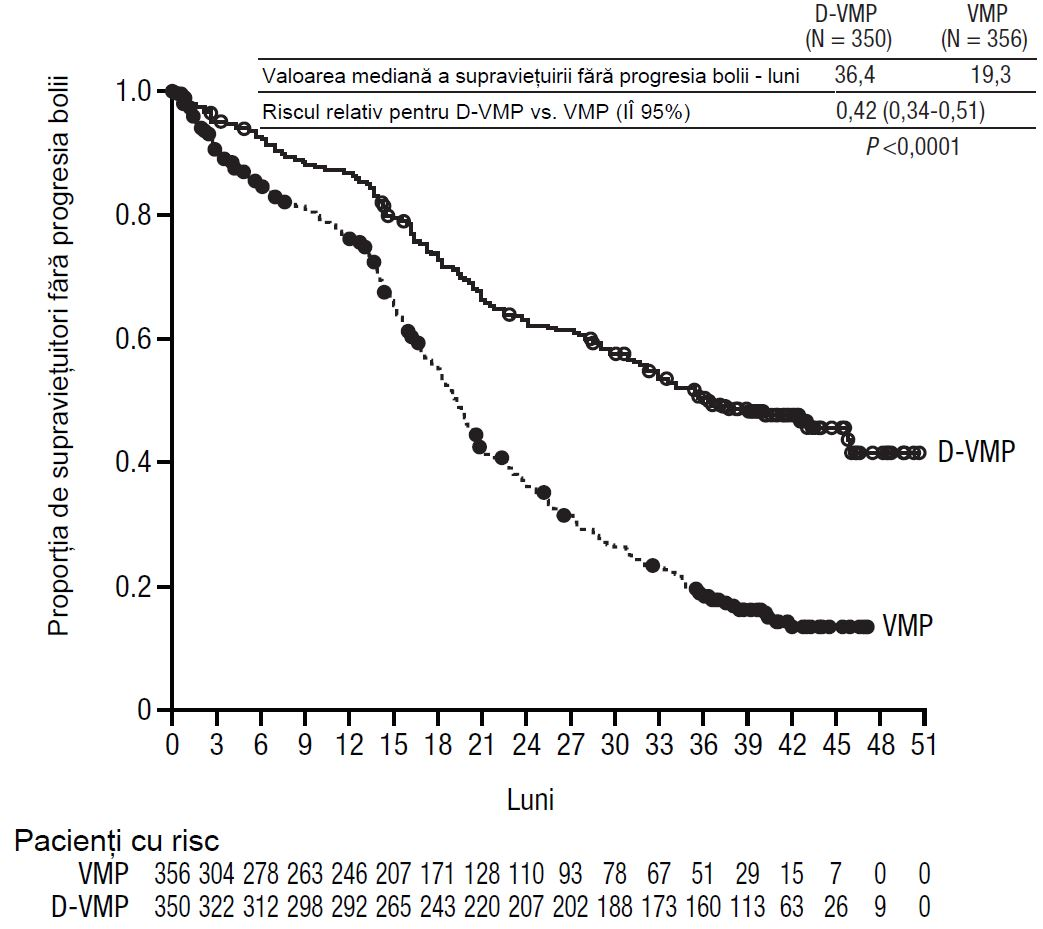 D-VMP VMP
(N = 350) (N = 356)
Valoarea mediană a supraviețuirii fără progresia bolii - luni 36,4 19,3
Riscul relativ pentru D-VMP vs. VMP (IÎ 95%) 0,42 (0,34-0,51)
P <0,0001
Proporția de supraviețuitori fără progresia bolii
1.0
0.8
0.6
0.4
0.2
0
D-VMP
VMP
0 3 6 9 12 15 18 21 24 27 30 33 36 39 42 45 48 51
Luni
Pacienți cu risc
VMP 356 304 278 263 246 207 171 128 110 93 78 67 51 29 15 7 0 0
D-VMP 350 322 312 298 292 265 243 220 207 202 188 173 160 113 63 26 9 0